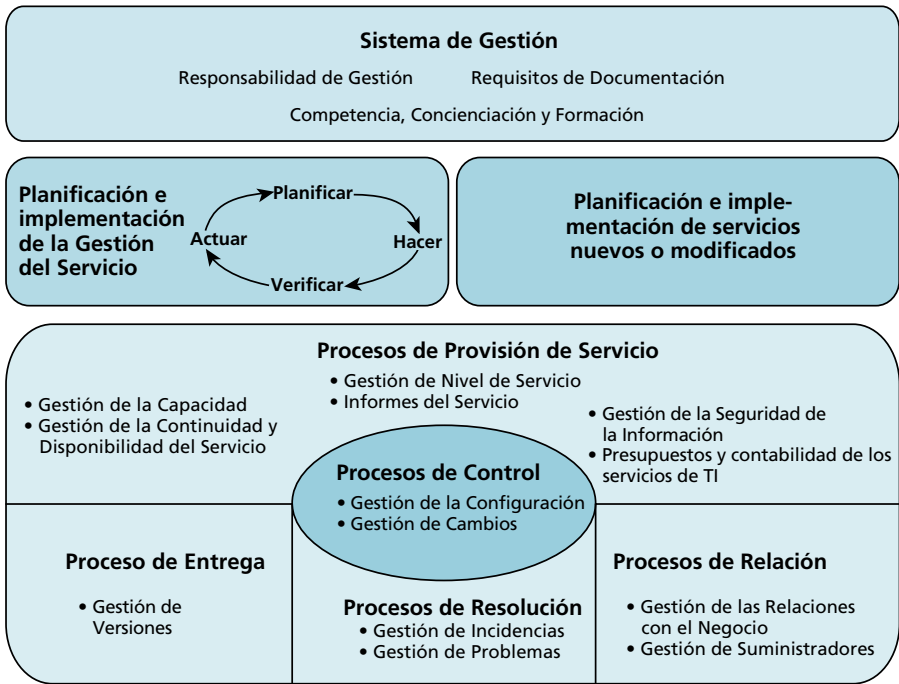 Sistema de Gestión
Responsabilidad de Gestión
Requisitos de Documentación
Competencia, Concienciación y Formación
Planificación e
implementación
de la Gestión
del Servicio
Planificar
Actuar
Hacer
Verificar
Planificación e imple-
mentación de servicios
nuevos o modificados
Procesos de Provisión de Servicio
• Gestión de Nivel de Servicio
• Informes del Servicio
• Gestión de la Capacidad
• Gestión de la Continuidad y
Disponibilidad del Servicio
• Gestión de la Seguridad de
la Información
• Presupuestos y contabilidad de los
servicios de TI
Procesos de Control
• Gestión de la Configuración
• Gestión de Cambios
Proceso de Entrega
• Gestión de
Versiones
Procesos de Resolución
• Gestión de Incidencias
• Gestión de Problemas
Procesos de Relación
• Gestión de las Relaciones
con el Negocio
• Gestión de Suministradores